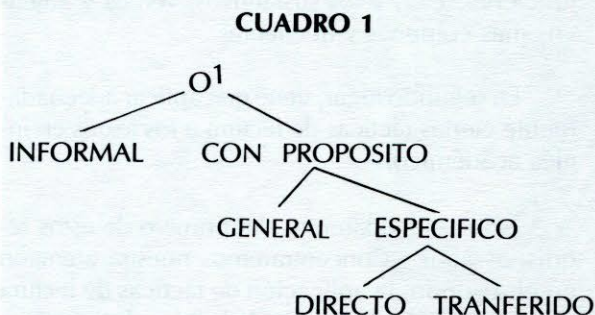 CUADRO 1
O¹
INFORMAL CON PROPOSITO
GENERAL ESPECIFICO
DIRECTO TRANFERIDO